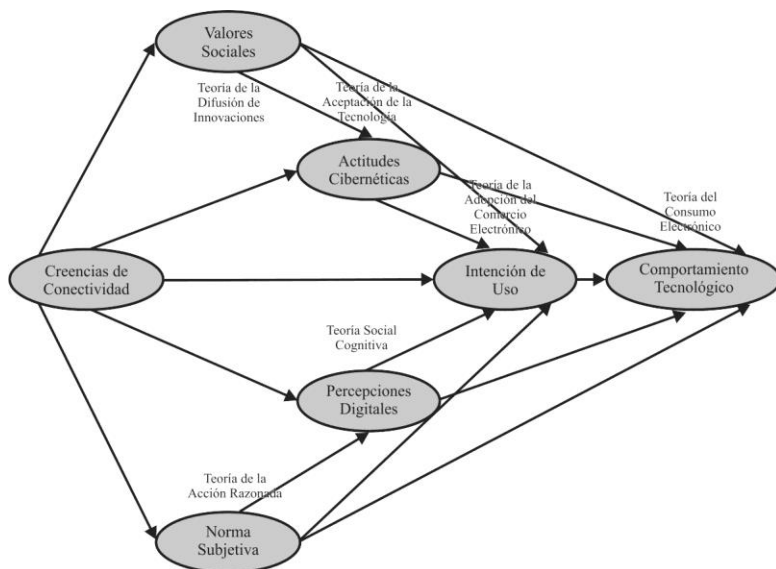 Valores
Sociales
Teoría de la
Difusión de
Innovaciones
Teoría de la
Aceptación de la
Tecnología
Actitudes
Cibernéticas
Teoría de la
Adopción del
Comercio
Electrónico
Teoría del
Consumo
Electrónico
Creencias de
Conectividad
Intención de
Uso
Comportamiento
Tecnológico
Teoría Social
Cognitiva
Percepciones
Digitales
Teoría de la
Acción Razonada
Norma
Subjetiva